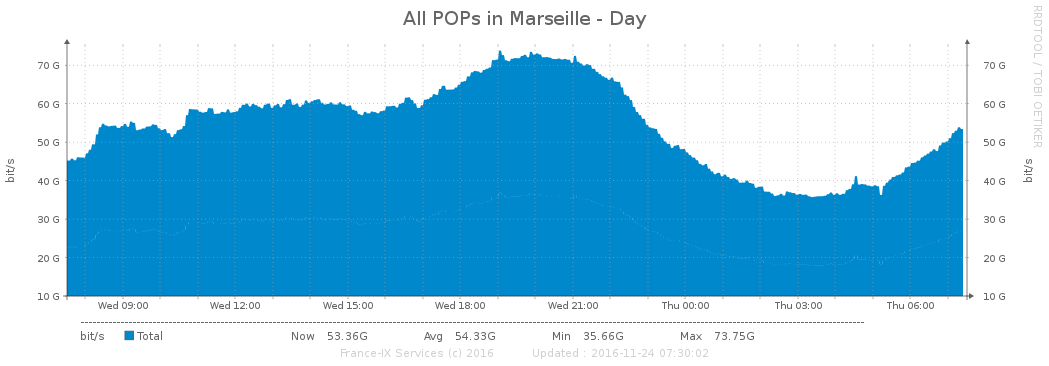 All POPs in Marseille - Day
RRDTOOL / TOBI OETIKER
bit/s
70 G
60 G
50 G
40 G
30 G
20 G
10 G
70 G
60 G
50 G
40 G
30 G
20 G
10 G
bit/s
Wed 09:00 Wed 12:00 Wed 15:00 Wed 18:00 Wed 21:00 Thu 00:00 Thu 03:00 Thu 06:00
bit/s Total Now 53.36G Avg 54.33G Min 35.66G Max 73.75G
France-IX Services (c) 2016 Updated : 2016-11-24 07:30:02